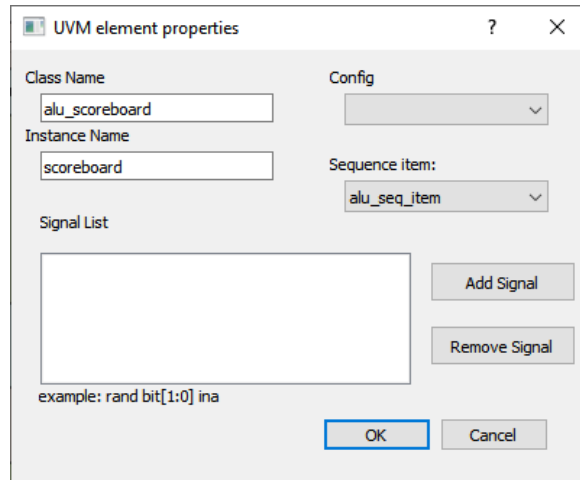 UVM element properties
?
Class Name
alu_scoreboard
Config
Instance Name
scoreboard
Sequence item:
alu_seq_item
Signal List
Add Signal
Remove Signal
example: rand bit[1:0] ina
OK
Cancel